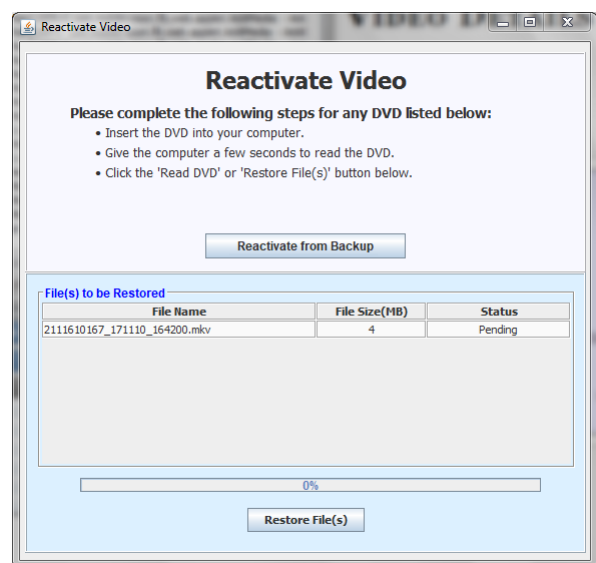 Reactivate Video
VIDEO DETAILS
Reactivate Video
Please complete the following steps for any DVD listed below:
• Insert the DVD into your computer.
• Give the computer a few seconds to read the DVD.
• Click the 'Read DVD' or 'Restore File(s)' button below.
Reactivate from Backup
File(s) to be Restored
File Name File Size(MB) Status
2111610167_171110_164200.mkv 4 Pending
0%
Restore File(s)